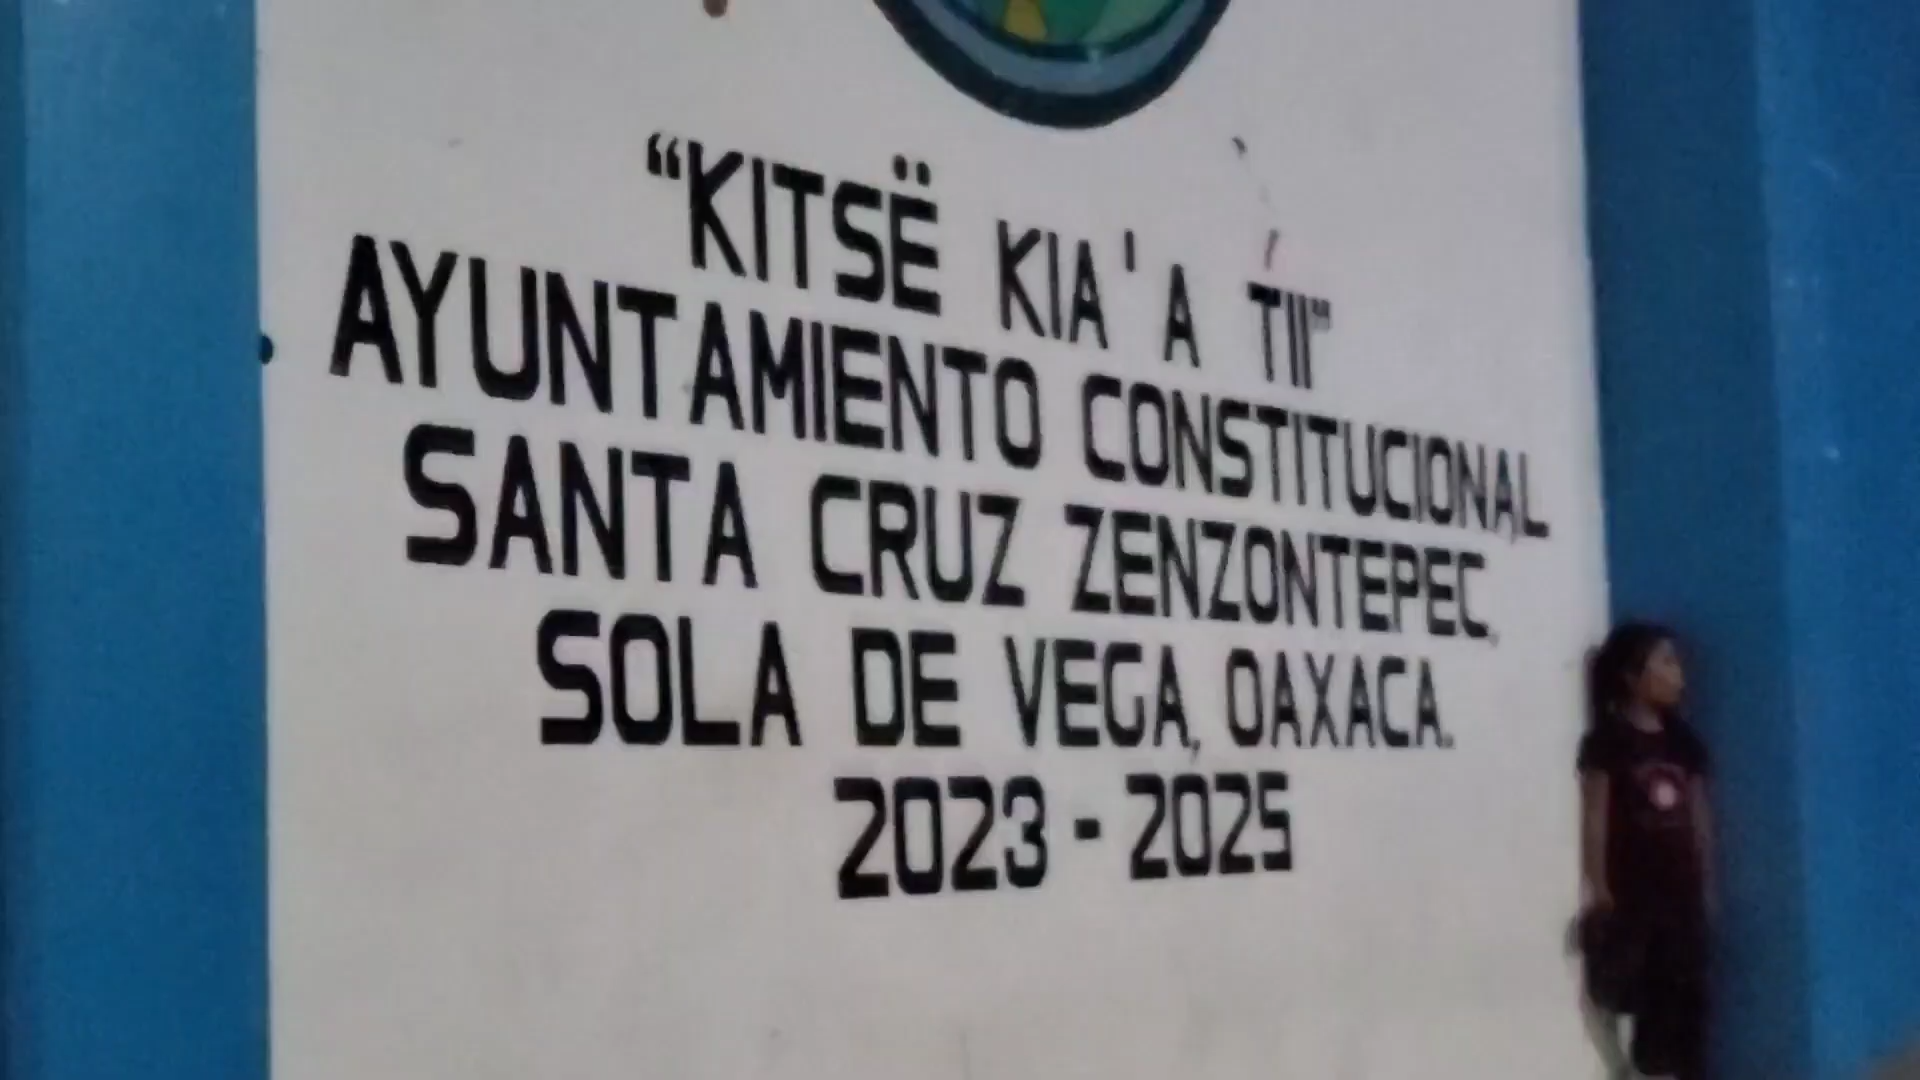 “KITSË KIA'A TII”
AYUNTAMIENTO CONSTITUCIONAL
SANTA CRUZ ZENZONTEPEC,
SOLA DE VEGA, OAXACA.
2023 - 2025